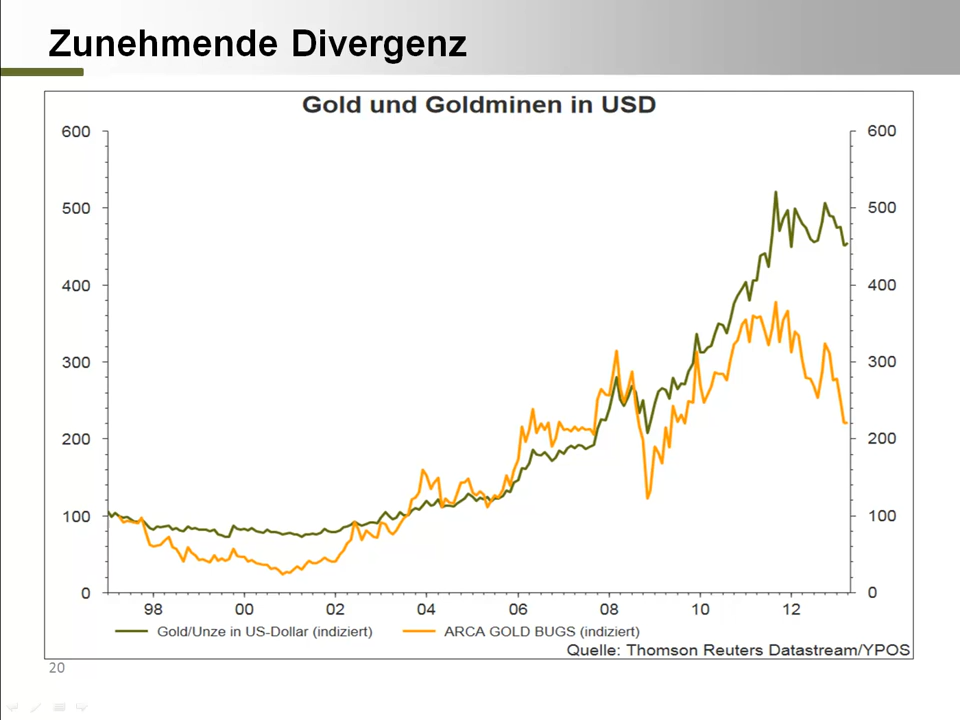 Zunehmende Divergenz
Gold und Goldminen in USD
600 600
500 500
400 400
300 300
200 200
100 100
0 0
98 00 02 04 06 08 10 12
Gold/Unze in US-Dollar (indiziert) ARCA GOLD BUGS (indiziert)
Quelle: Thomson Reuters Datastream/YPOS
20